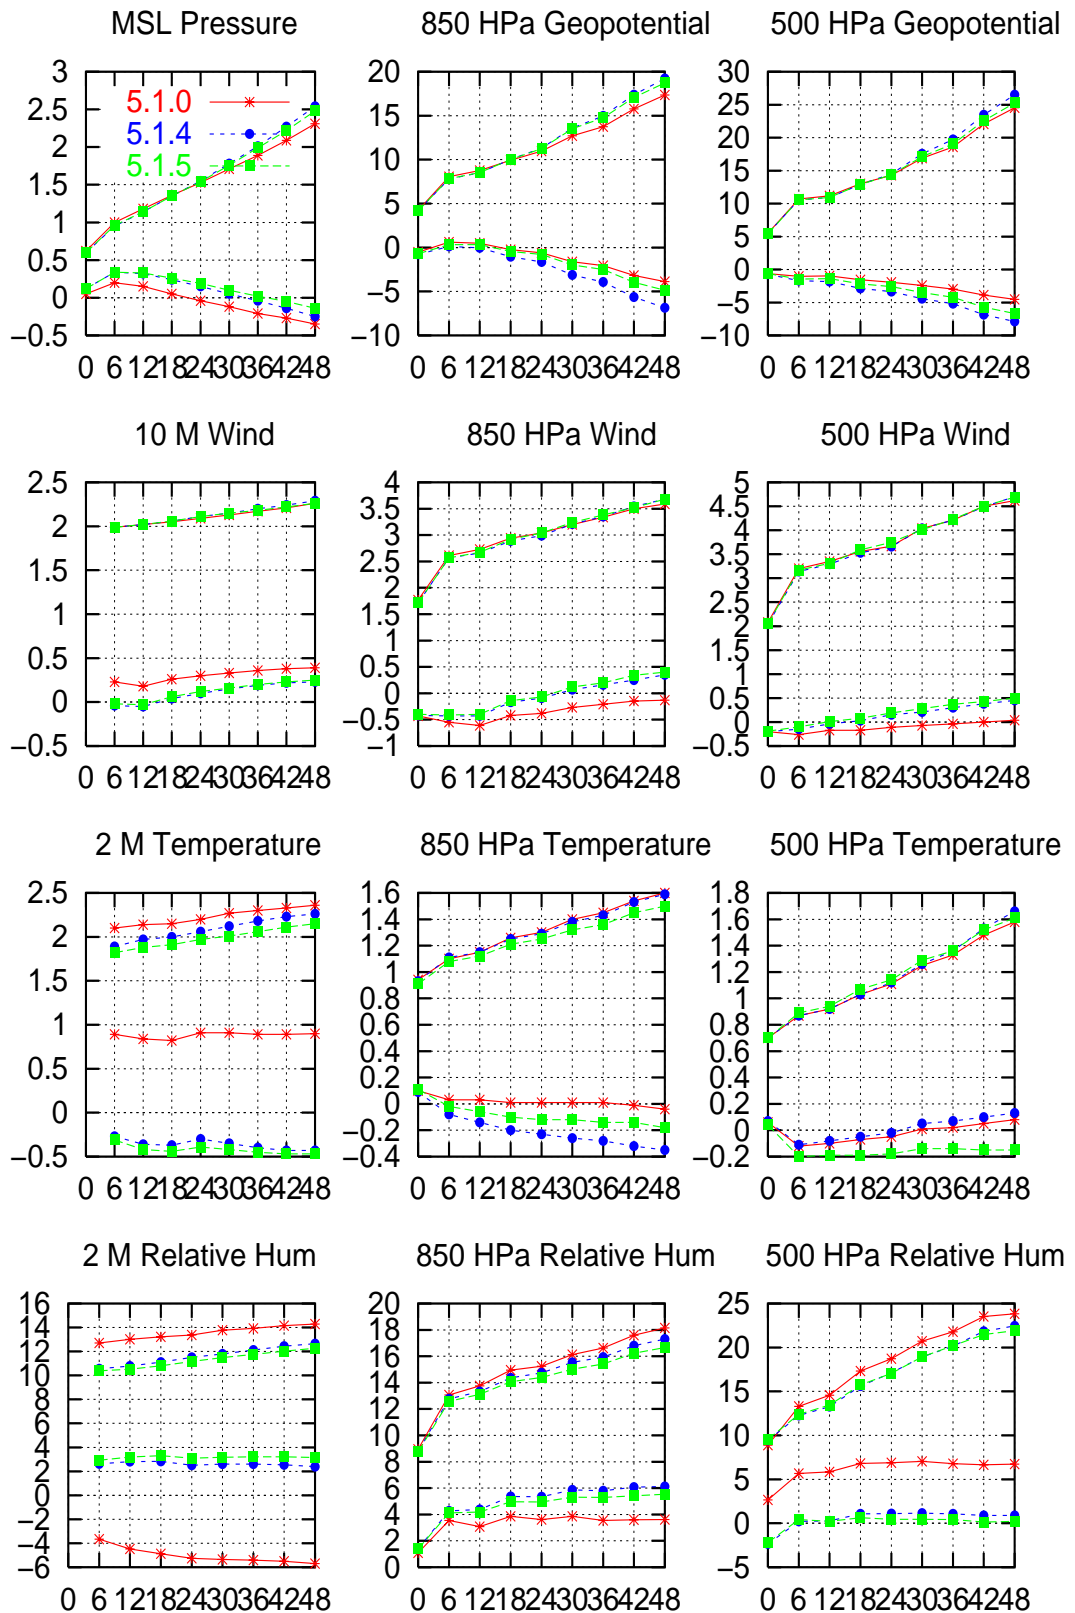 MSL Pressure 850 HPa Geopotential 500 HPa Geopotential
3 20 30
2.5 5.1.0 15 25
2 5.1.4 10 20
1.5 5.1.5 5 15
1 0 10
0.5 −5 5
0 −10 0
−0.5 −5
−10
0 6 12 18 24 30 36 42 48 0 6 12 18 24 30 36 42 48 0 6 12 18 24 30 36 42 48
10 M Wind 850 HPa Wind 500 HPa Wind
2.5 4 5
2 3.5 4.5
1.5 3 4
1 2.5 3.5
0.5 2 3
0 1.5 2.5
−0.5 1 2
0.5 1.5
0 1
−0.5 0.5
−1 0
−0.5
0 6 12 18 24 30 36 42 48 0 6 12 18 24 30 36 42 48 0 6 12 18 24 30 36 42 48
2 M Temperature 850 HPa Temperature 500 HPa Temperature
2.5 1.6 1.8
2 1.4 1.6
1.5 1.2 1.4
1 1 1.2
0.5 0.8 1
0 0.6 0.8
−0.5 0.4 0.6
0.2 0.4
0 0.2
−0.2 0
−0.4 −0.2
0 6 12 18 24 30 36 42 48 0 6 12 18 24 30 36 42 48 0 6 12 18 24 30 36 42 48
2 M Relative Hum 850 HPa Relative Hum 500 HPa Relative Hum
16 20 25
14 18 20
12 16 15
10 14 10
8 12 5
6 10 0
4 8 −5
2 6
0 4
−2 2
−4 0
−6
0 6 12 18 24 30 36 42 48 0 6 12 18 24 30 36 42 48 0 6 12 18 24 30 36 42 48